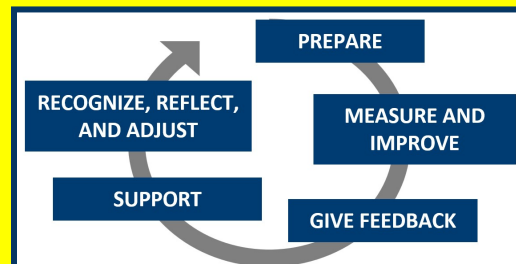 PREPARE
MEASURE AND
IMPROVE
GIVE FEEDBACK
SUPPORT
RECOGNIZE, REFLECT,
AND ADJUST